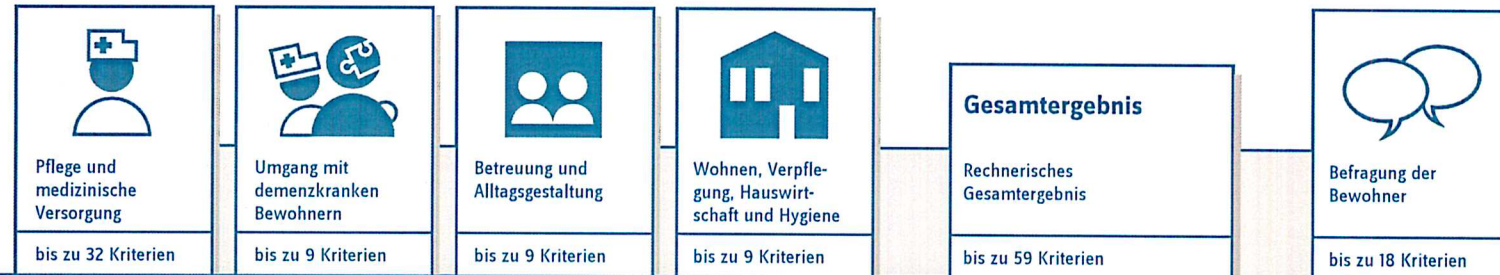 Pflege und
medizinische
Versorgung
bis zu 32 Kriterien
Umgang mit
demenzkranken
Bewohnern
bis zu 9 Kriterien
Betreuung und
Alltagsgestaltung
bis zu 9 Kriterien
Wohnen, Verpfle-
gung, Hauswirt-
schaft und Hygiene
bis zu 9 Kriterien
Gesamtergebnis
Rechnerisches
Gesamtergebnis
bis zu 59 Kriterien
Befragung der
Bewohner
bis zu 18 Kriterien